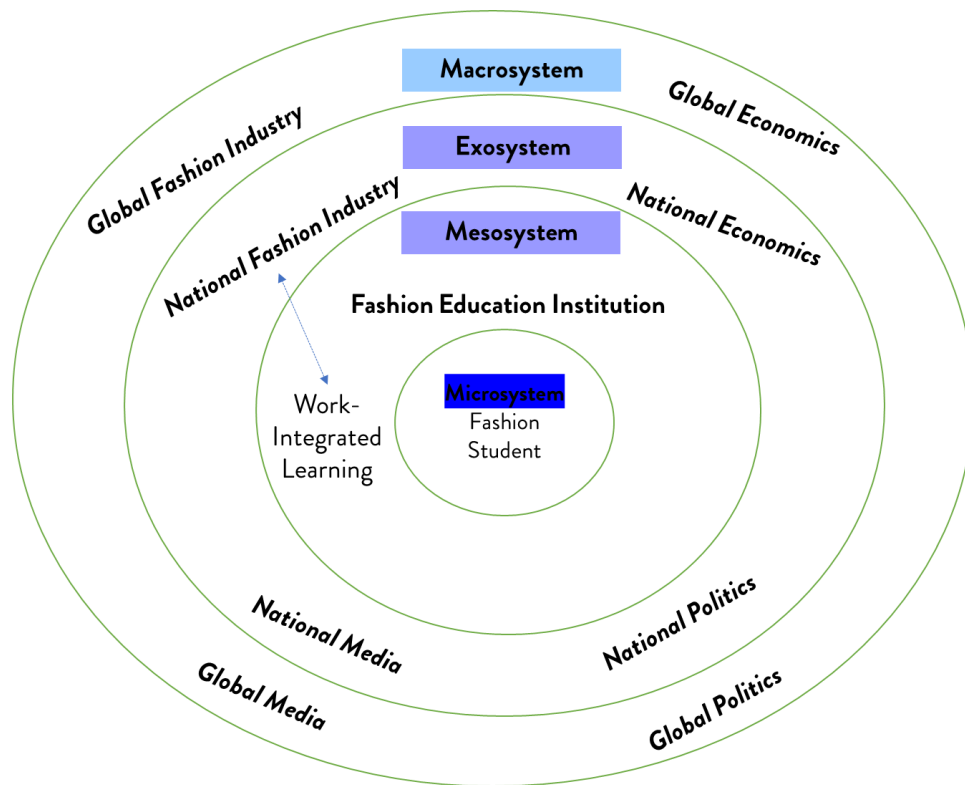 Macrosystem
Global Economics
Global Fashion Industry
Exosystem
National Economics
National Fashion Industry
Mesosystem
Fashion Education Institution
Microsystem
Fashion
Student
Work-
Integrated
Learning
National Media
National Politics
Global Media
Global Politics